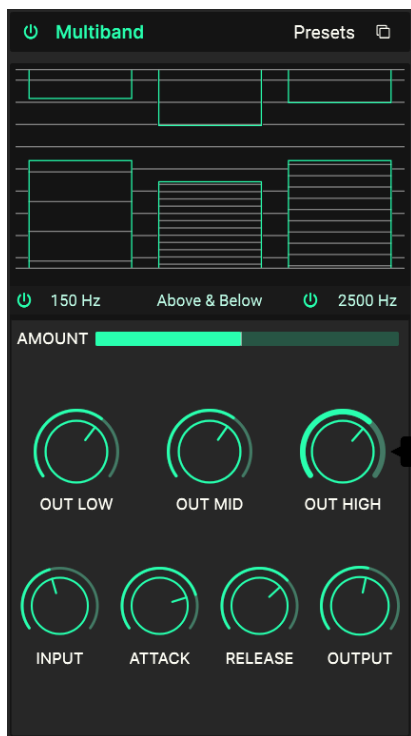 Multiband Presets
150 Hz Above & Below 2500 Hz
AMOUNT
OUT LOW OUT MID OUT HIGH
INPUT ATTACK RELEASE OUTPUT